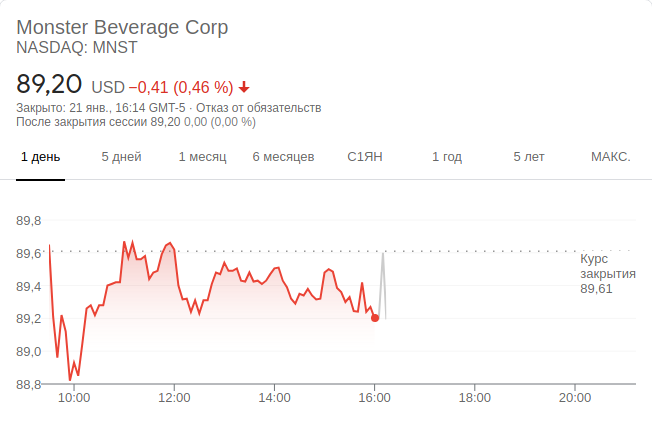 Monster Beverage Corp
NASDAQ: MNST
89,20 USD −0,41 (0,46 %)
Закрыто: 21 янв., 16:14 GMT-5 · Отказ от обязательств
После закрытия сессии 89,20 0,00 (0,00 %)
1 день 5 дней 1 месяц 6 месяцев С1ЯН 1 год 5 лет МАКС.
89,8
89,6
Курс
закрытия
89,61
89,4
89,2
89,0
88,8
10:00 12:00 14:00 16:00 18:00 20:00